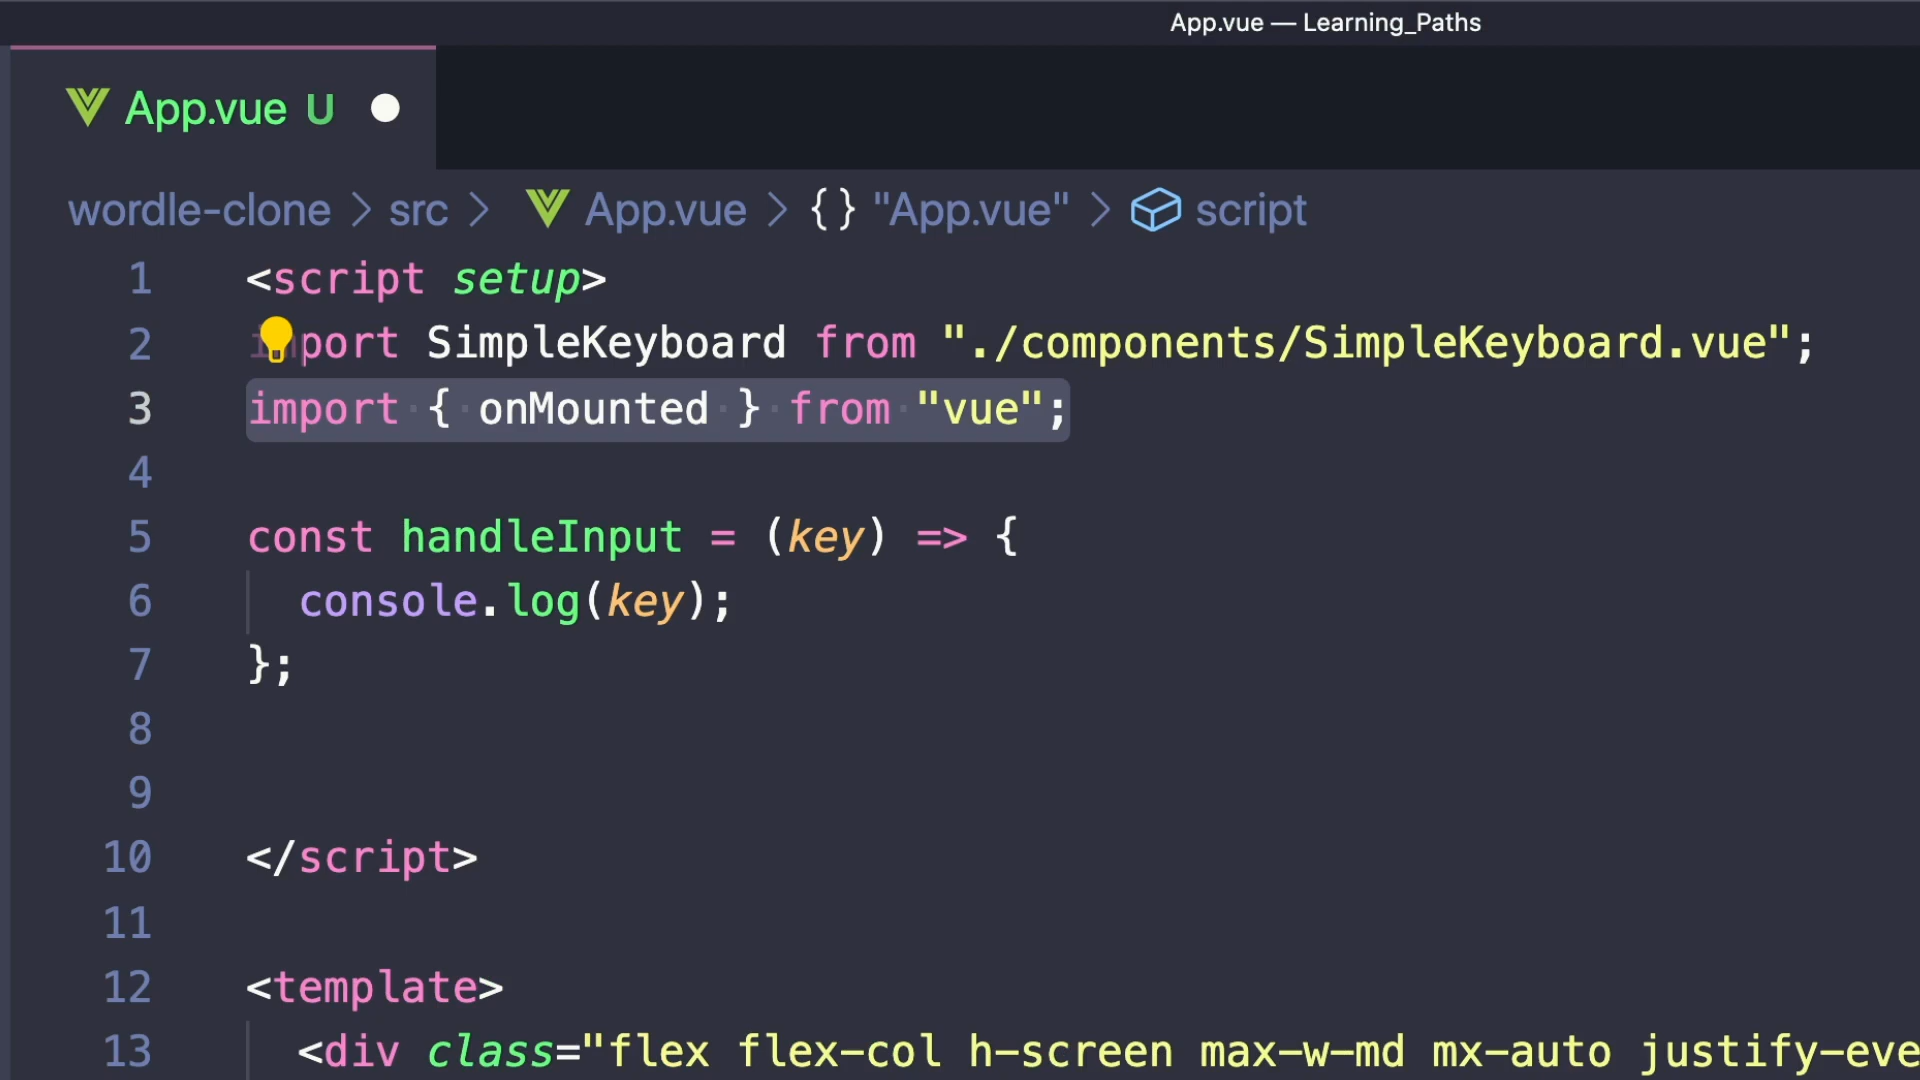 App.vue — Learning_Paths
App.vue U
wordle-clone > src > App.vue > {} "App.vue" > script
1 <script setup>
2 import SimpleKeyboard from "./components/SimpleKeyboard.vue";
3 import { onMounted } from "vue";
4
5 const handleInput = (key) => {
6 console.log(key);
7 };
8
9
10 </script>
11
12 <template>
13 <div class="flex flex-col h-screen max-w-md mx-auto justify-eve